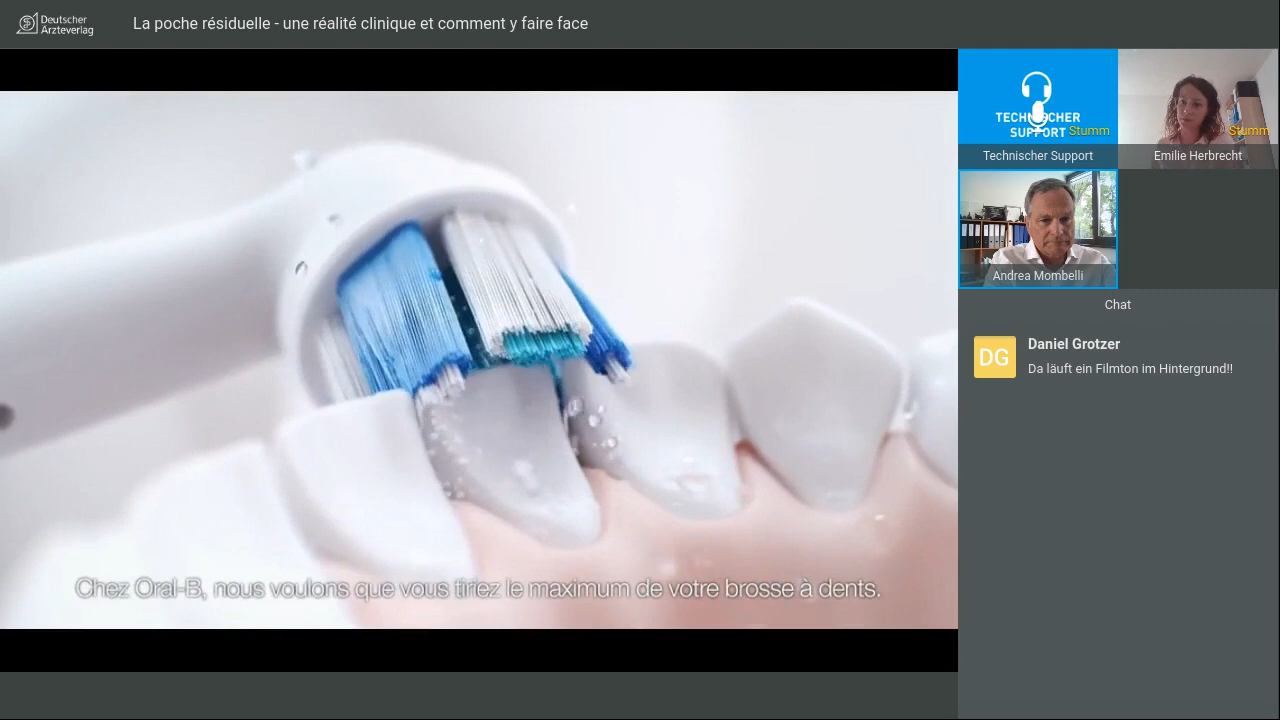 Deutscher
Ärzteverlag
La poche résiduelle - une réalité clinique et comment y faire face
TECHNISCHER
SUPPORT
Stumm
Technischer Support
Stumm
Emilie Herbrecht
Andrea Mombelli
Chat
DG
Daniel Grotzer
Da läuft ein Filmton im Hintergrund!!
Chez Oral-B, nous voulons que vous tiriez le maximum de votre brosse à dents.